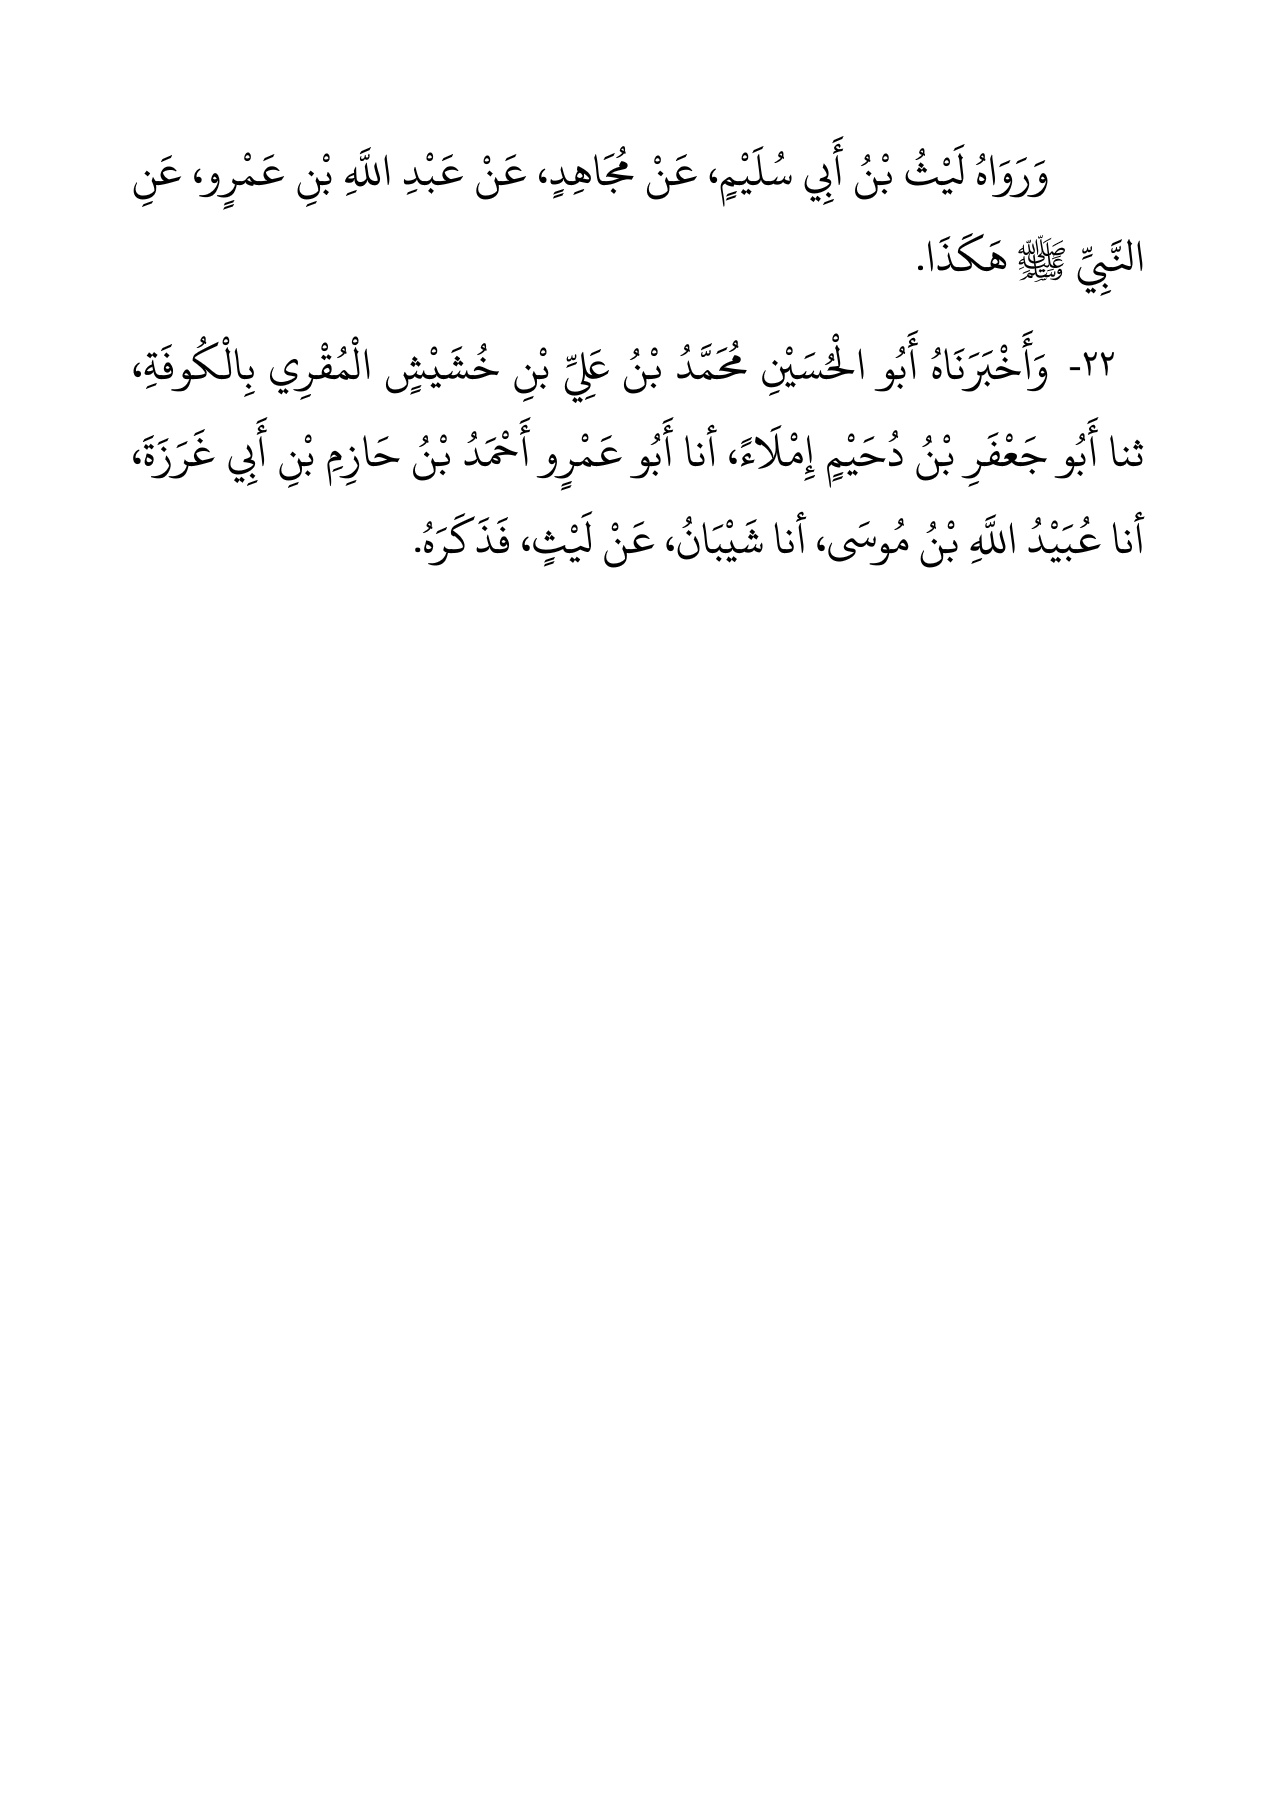 وَرَوَاهُ لَيْثُ بْنُ أَبِي سُلَيْمٍ، عَنْ مُجَاهِدٍ، عَنْ عَبْدِ اللَّهِ بْنِ عَمْرٍو، عَنِ
النَّبِيِّ ﷺ هَكَذَا.
٢٢- وَأَخْبَرَنَاهُ أَبُو الْحُسَيْنِ مُحَمَّدُ بْنُ عَلِيِّ بْنِ خُشَيْشٍ الْمُقْرِي بِالْكُوفَةِ،
ثنا أَبُو جَعْفَرِ بْنُ دُحَيْمٍ إِمْلَاءً، أنا أَبُو عَمْرٍو أَحْمَدُ بْنُ حَازِمِ بْنِ أَبِي غَرَزَةَ،
أنا عُبَيْدُ اللَّهِ بْنُ مُوسَى، أنا شَيْبَانُ، عَنْ لَيْثٍ، فَذَكَرَهُ.